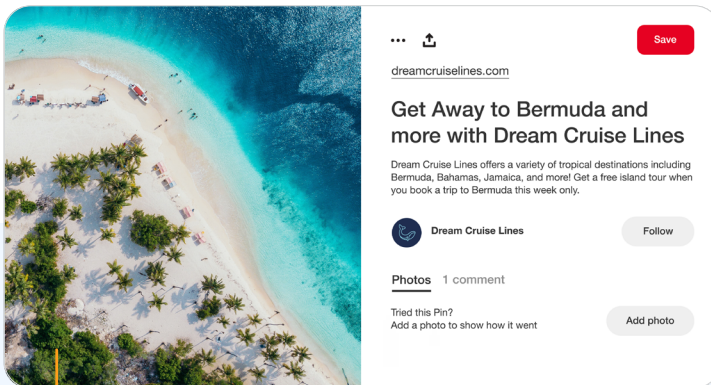 Save
dreamcruiselines.com
Get Away to Bermuda and
more with Dream Cruise Lines
Dream Cruise Lines offers a variety of tropical destinations including
Bermuda, Bahamas, Jamaica, and more! Get a free island tour when
you book a trip to Bermuda this week only.
Dream Cruise Lines
Follow
Photos 1 comment
Tried this Pin?
Add a photo to show how it went
Add photo